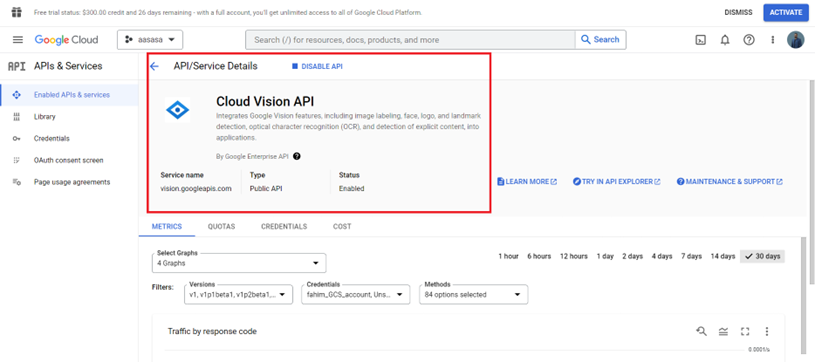 Free trial status: $300.00 credit and 26 days remaining - with a full account, you'll get unlimited access to all of Google Cloud Platform.
DISMISS
ACTIVATE
Google Cloud
aasasa
Search (/) for resources, docs, products, and more
Search
API APIs & Services
Enabled APIs & services
Library
Credentials
OAuth consent screen
Page usage agreements
API/Service Details
DISABLE API
Cloud Vision API
Integrates Google Vision features, including image labeling, face, logo, and landmark
detection, optical character recognition (OCR), and detection of explicit content, into
applications.
By Google Enterprise API
Service name
vision.googleapis.com
Type
Public API
Status
Enabled
LEARN MORE
TRY IN API EXPLORER
MAINTENANCE & SUPPORT
METRICS
QUOTAS
CREDENTIALS
COST
Select Graphs
4 Graphs
1 hour
6 hours
12 hours
1 day
2 days
4 days
7 days
14 days
30 days
Filters:
Versions
v1, v1p1beta1, v1p2beta1,...
Credentials
fahim_GCS_account, Uns...
Methods
84 options selected
Traffic by response code
0.0001/s